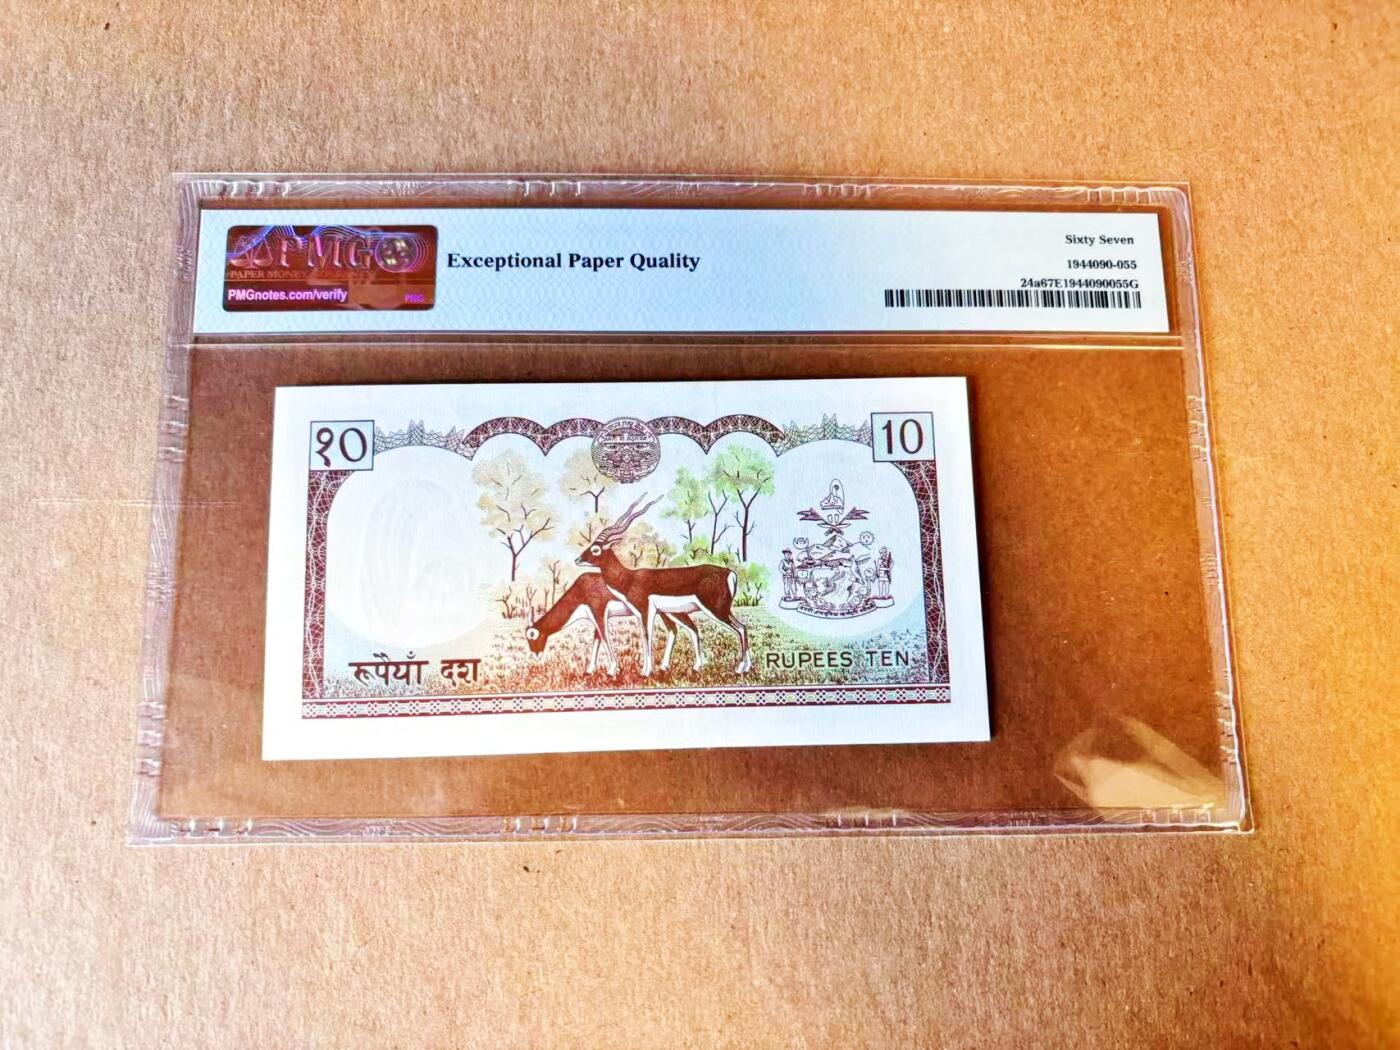 PMG
PAPER MONEY
PMGnotes.com/verify
PMG
Exceptional Paper Quality
Sixty Seven
1944090-055
24a67E1944090055G
१०
10
रूपैयाँ दश
RUPEES TEN